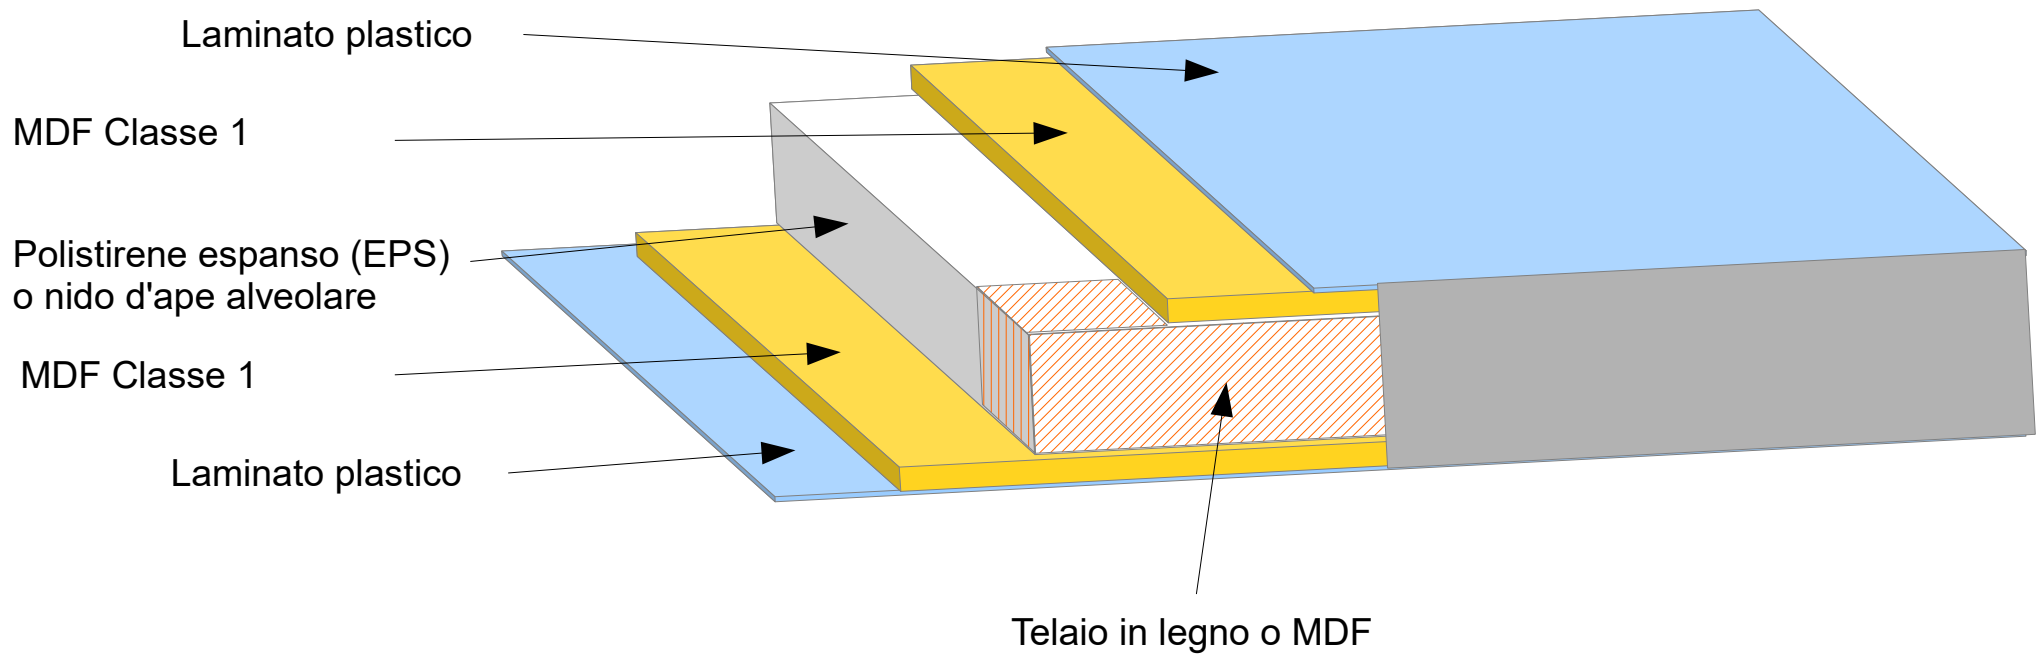 Laminato plastico
MDF Classe 1
Polistirene espanso (EPS)
o nido d'ape alveolare
MDF Classe 1
Laminato plastico
Telaio in legno o MDF